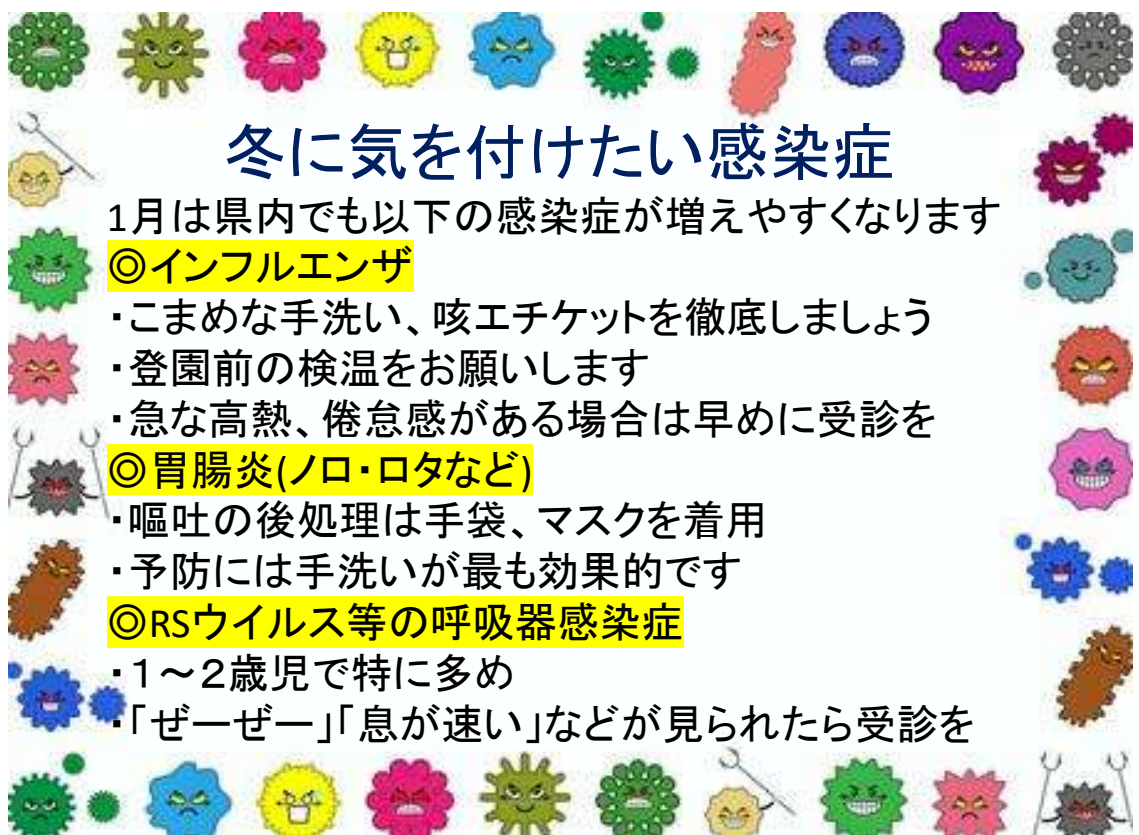 冬に気を付けたい感染症
1月は県内でも以下の感染症が増えやすくなります
◎インフルエンザ
・こまめな手洗い、咳エチケットを徹底しましょう
・登園前の検温をお願いします
・急な高熱、倦怠感がある場合は早めに受診を
◎胃腸炎(ノロ・ロタなど)
・嘔吐の後処理は手袋、マスクを着用
・予防には手洗いが最も効果的です
◎RSウイルス等の呼吸器感染症
・１～２歳児で特に多め
・「ぜーぜー」「息が速い」などが見られたら受診を